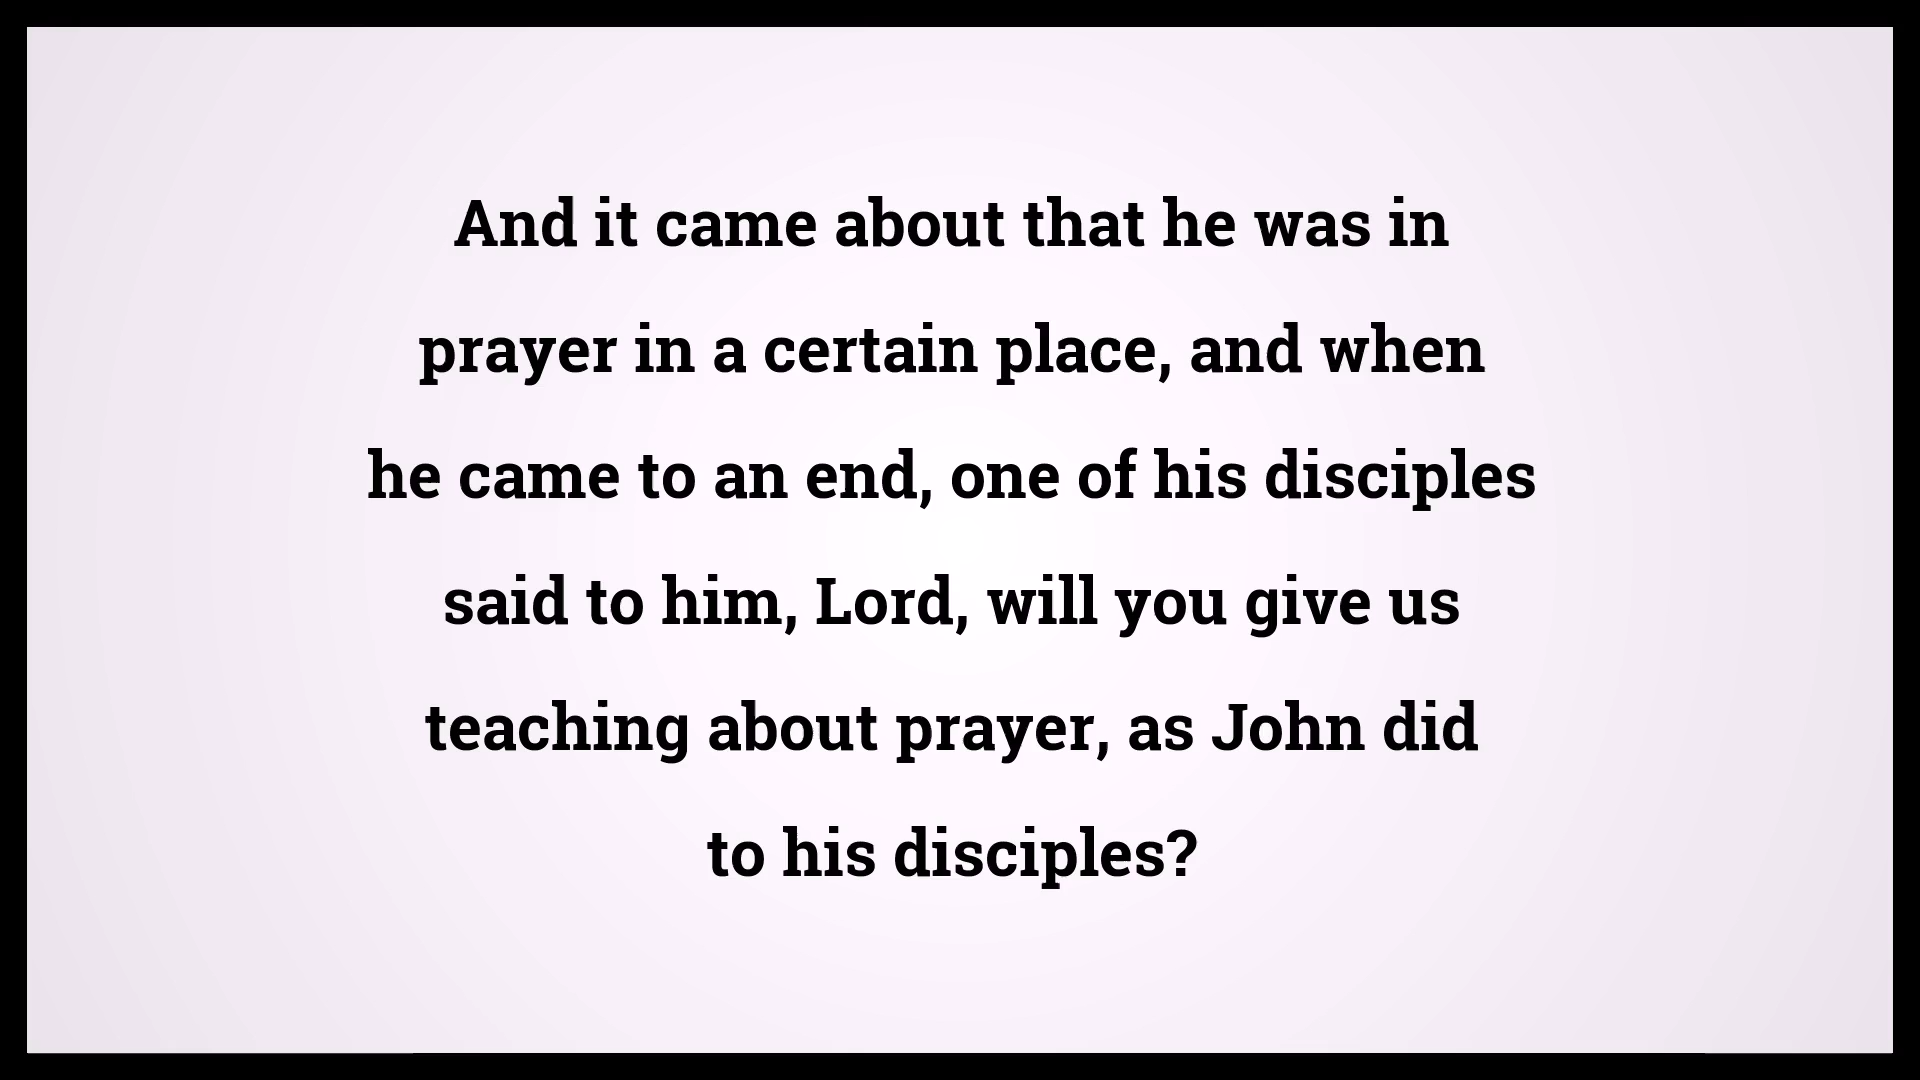 And it came about that he was in
prayer in a certain place, and when
he came to an end, one of his disciples
said to him, Lord, will you give us
teaching about prayer, as John did
to his disciples?